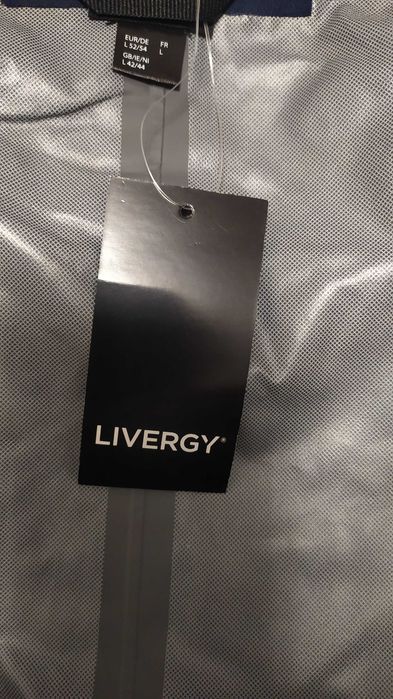 EUR/DE FR
L 52/54 L
GB/IE/NI
L 42/44
LIVERGY®